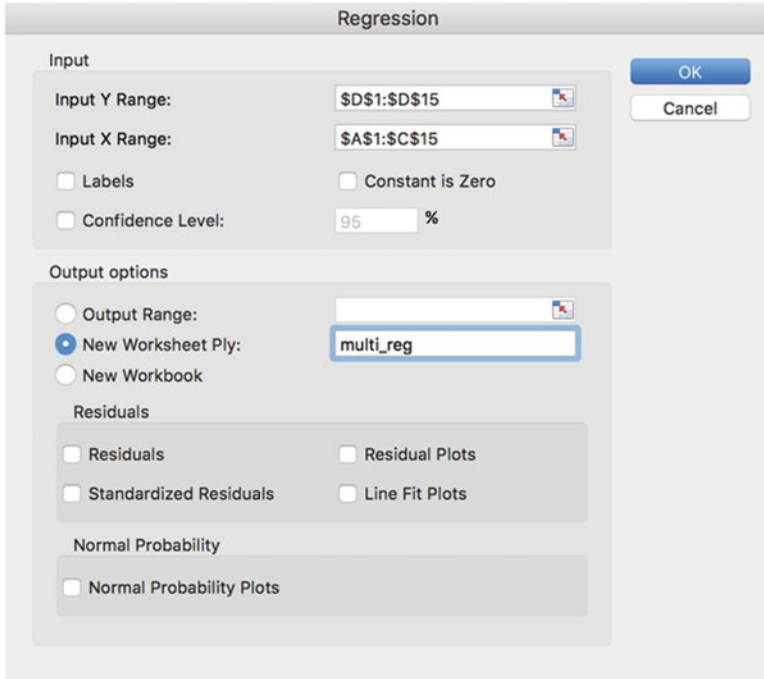 Regression
Input
OK
Input Y Range: $D$1:$D$15
Cancel
Input X Range: $A$1:$C$15
Labels Constant is Zero
Confidence Level: 95 %
Output options
Output Range:
New Worksheet Ply: multi_reg
New Workbook
Residuals
Residuals Residual Plots
Standardized Residuals Line Fit Plots
Normal Probability
Normal Probability Plots